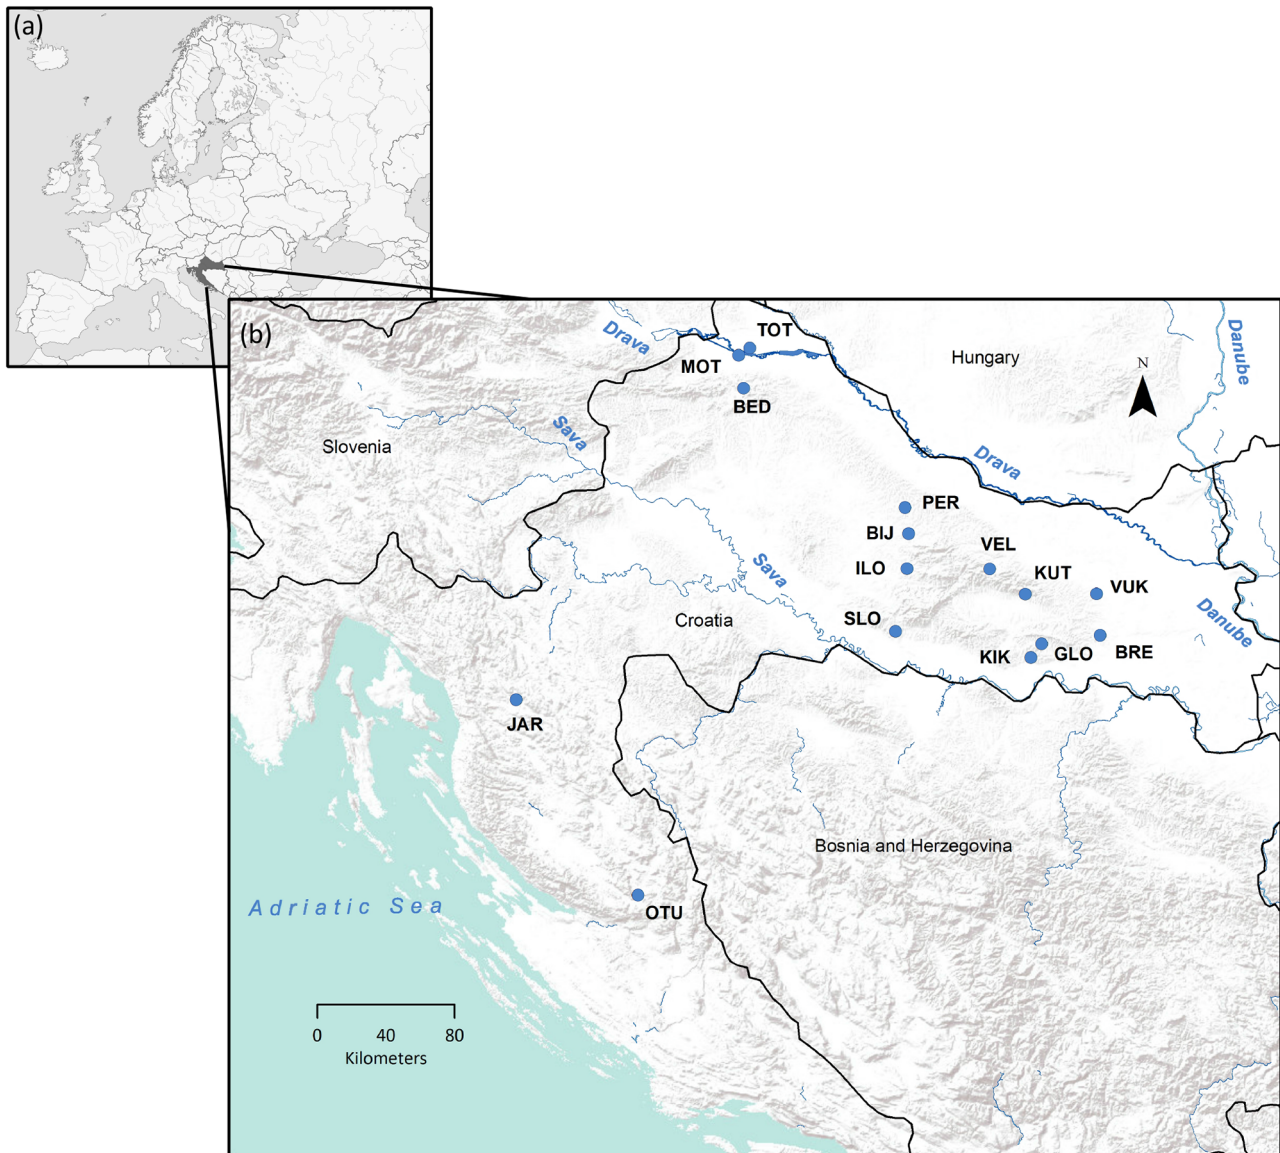 (a)
(b)
TOT
Drava
Danube
Hungary
N
MOT
BED
Sava
Slovenia
Drava
PER
BIJ
VEL
ILO
Sava
KUT
VUK
Danube
SLO
Croatia
KIK
GLO
BRE
JAR
Bosnia and Herzegovina
Adriatic Sea
OTU
0 40 80
Kilometers